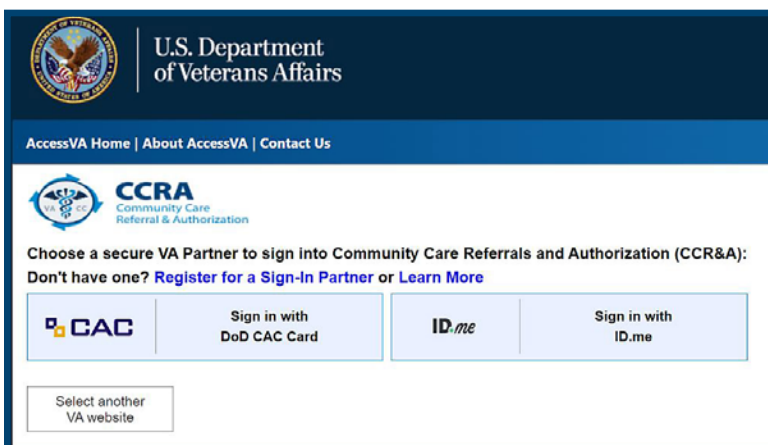 U.S. Department
of Veterans Affairs
AccessVA Home | About AccessVA | Contact Us
VA CC
CCRA
Community Care
Referral & Authorization
Choose a secure VA Partner to sign into Community Care Referrals and Authorization (CCR&A):
Don't have one? Register for a Sign-In Partner or Learn More
CAC
Sign in with
DoD CAC Card
ID.me
Sign in with
ID.me
Select another
VA website